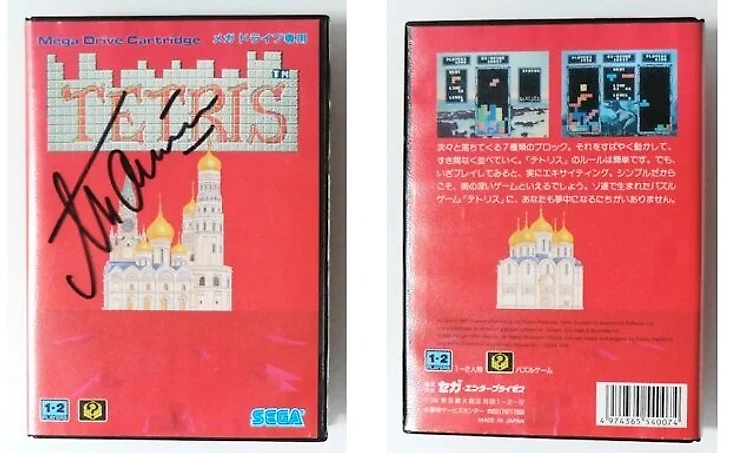 Mega Drive Cartridge メガドライブ専用
TETRIS™
1-2
PLAYERS
SEGA
次々と落ちてくる7種類のブロック。それをすばやく動かして、
すき間なく並べていく。「テトリス」のルールは簡単です。でも、
いざプレイしてみると、実にエキサイティング。シンプルだから
こそ、奥の深いゲームといえるでしょう。ソ連で生まれたパズル
ゲーム「テトリス」に、あなたも夢中になるにちがいありません。
1-2
PLAYERS
1〜2人用
パズルゲーム
セガ・エンタープライゼス
MADE IN JAPAN
4 974365 540074